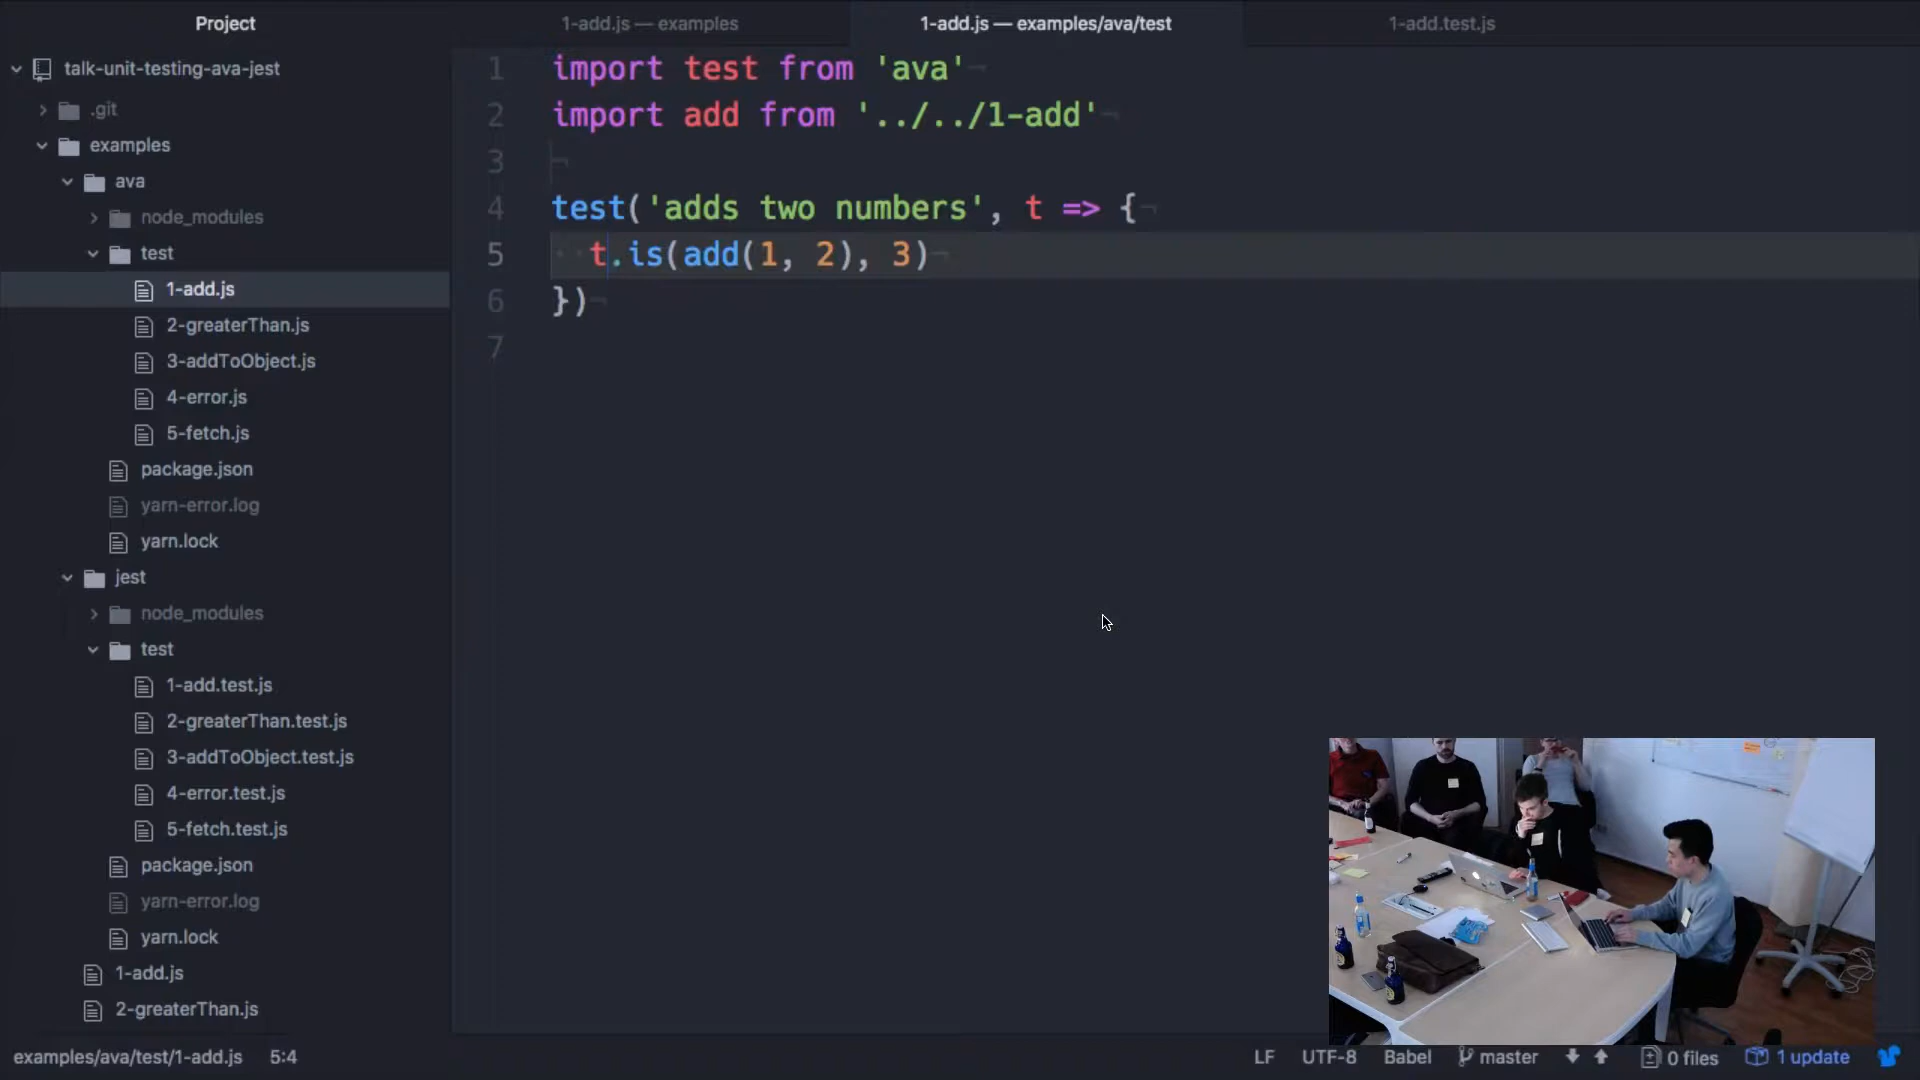 Project
1-add.js — examples
1-add.js — examples/ava/test
1-add.test.js
talk-unit-testing-ava-jest
.git
examples
ava
node_modules
test
1-add.js
2-greaterThan.js
3-addToObject.js
4-error.js
5-fetch.js
package.json
yarn-error.log
yarn.lock
jest
node_modules
test
1-add.test.js
2-greaterThan.test.js
3-addToObject.test.js
4-error.test.js
5-fetch.test.js
package.json
yarn-error.log
yarn.lock
1-add.js
2-greaterThan.js
1 import test from 'ava'¬
2 import add from '../../1-add'¬
3 ¬
4 test('adds two numbers', t => {¬
5 ··t.is(add(1, 2), 3)¬
6 })¬
7
examples/ava/test/1-add.js 5:4
LF UTF-8 Babel master 0 files 1 update